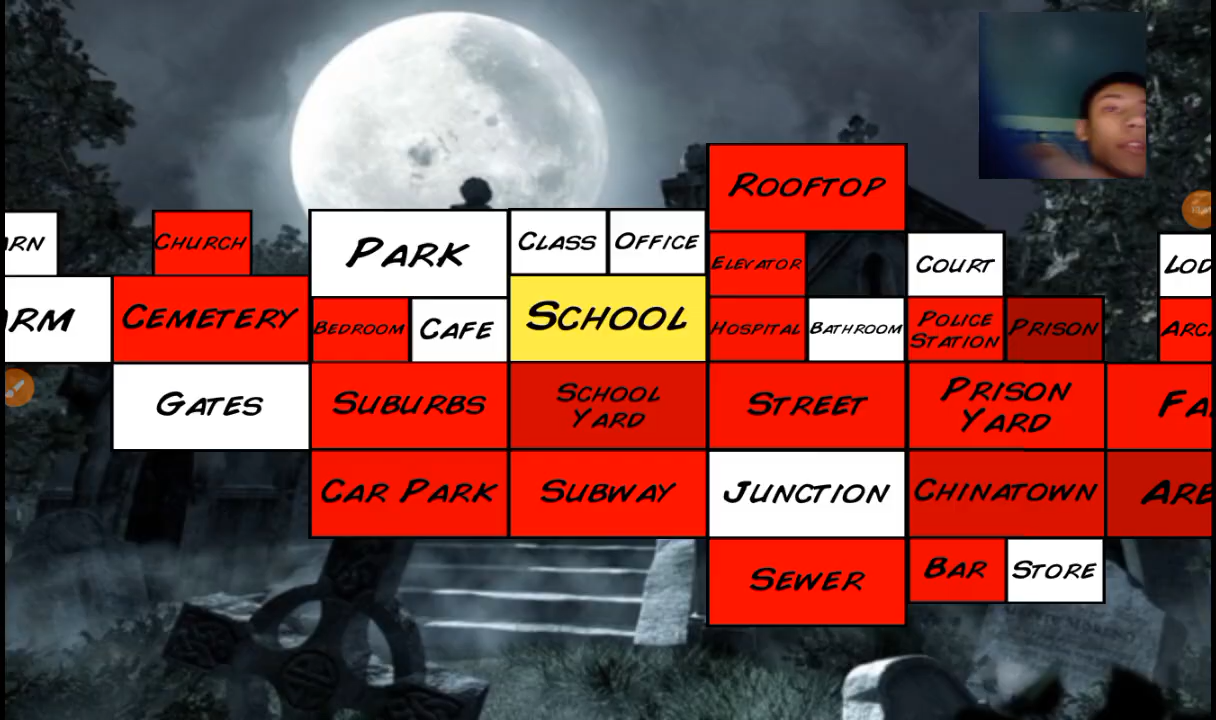 ROOFTOP
CHURCH
PARK
CLASS
OFFICE
ELEVATOR
COURT
CEMETERY
BEDROOM
CAFE
SCHOOL
HOSPITAL
BATHROOM
POLICE
STATION
PRISON
GATES
SUBURBS
SCHOOL
YARD
STREET
PRISON
YARD
CAR PARK
SUBWAY
JUNCTION
CHINATOWN
SEWER
BAR
STORE